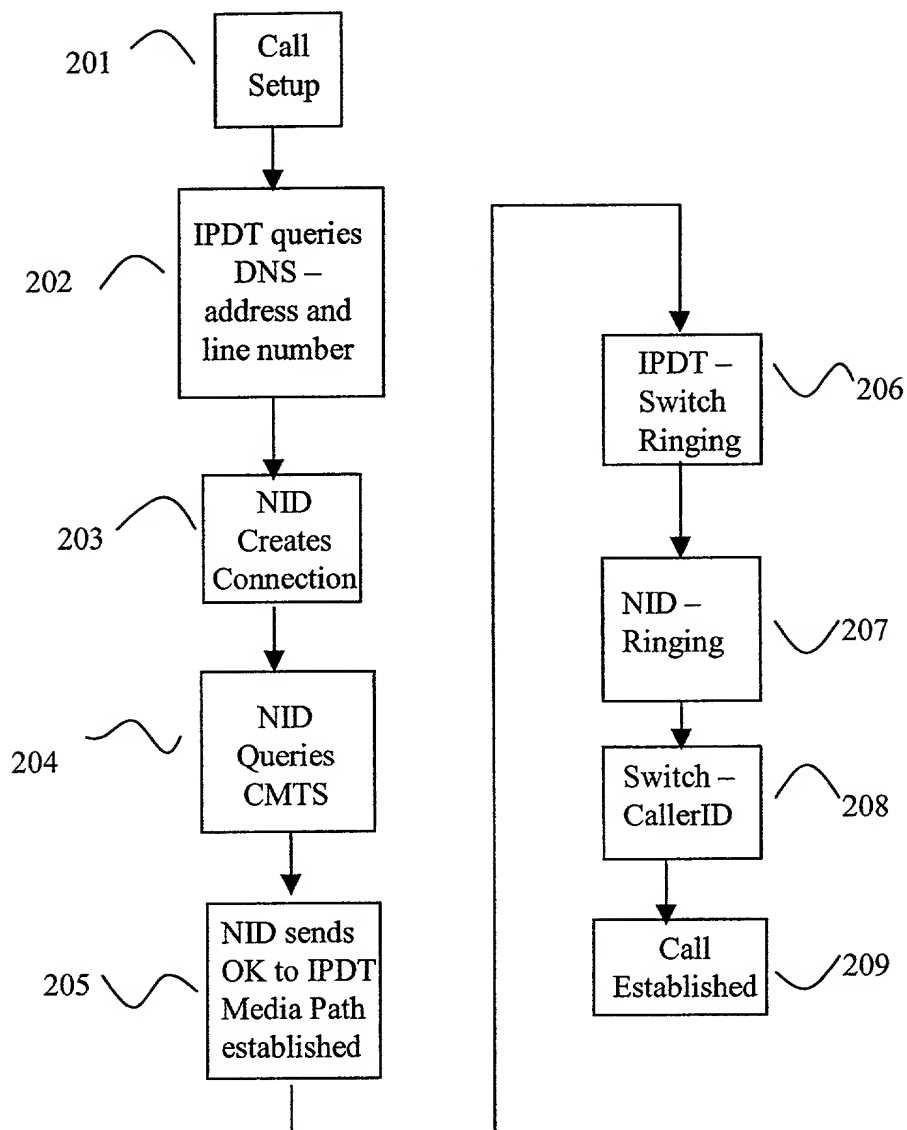 201
Call
Setup
202
IPDT queries
DNS –
address and
line number
203
NID
Creates
Connection
204
NID
Queries
CMTS
205
NID sends
OK to IPDT
Media Path
established
IPDT –
Switch
Ringing
206
NID –
Ringing
207
Switch –
CallerID
208
Call
Established
209